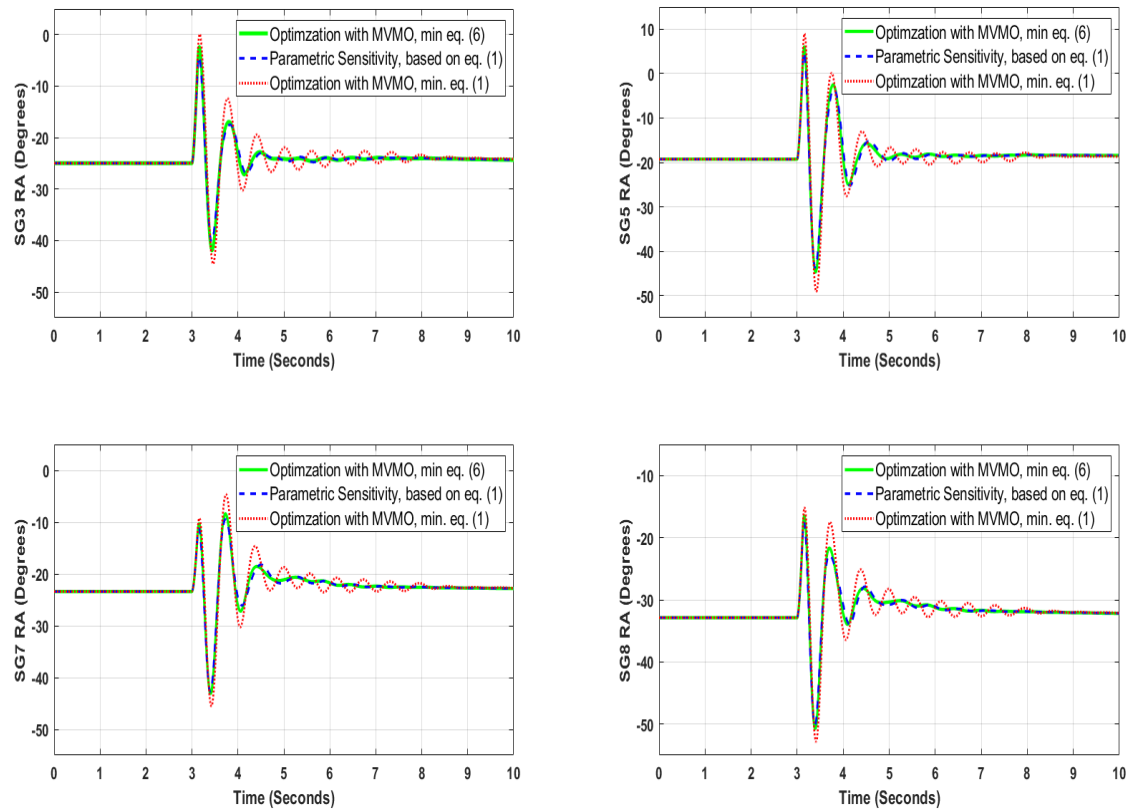 0
-10
-20
-30
-40
-50
SG3 RA (Degrees)
Optimzation with MVMO, min eq. (6)
Parametric Sensitivity, based on eq. (1)
Optimzation with MVMO, min. eq. (1)
0 1 2 3 4 5 6 7 8 9 10
Time (Seconds)
10
0
-10
-20
-30
-40
-50
SG5 RA (Degrees)
Optimzation with MVMO, min eq. (6)
Parametric Sensitivity, based on eq. (1)
Optimzation with MVMO, min. eq. (1)
0 1 2 3 4 5 6 7 8 9 10
Time (Seconds)
0
-10
-20
-30
-40
-50
SG7 RA (Degrees)
Optimzation with MVMO, min eq. (6)
Parametric Sensitivity, based on eq. (1)
Optimzation with MVMO, min. eq. (1)
0 1 2 3 4 5 6 7 8 9 10
Time (Seconds)
-10
-20
-30
-40
-50
SG8 RA (Degrees)
Optimzation with MVMO, min eq. (6)
Parametric Sensitivity, based on eq. (1)
Optimzation with MVMO, min. eq. (1)
0 1 2 3 4 5 6 7 8 9 10
Time (Seconds)